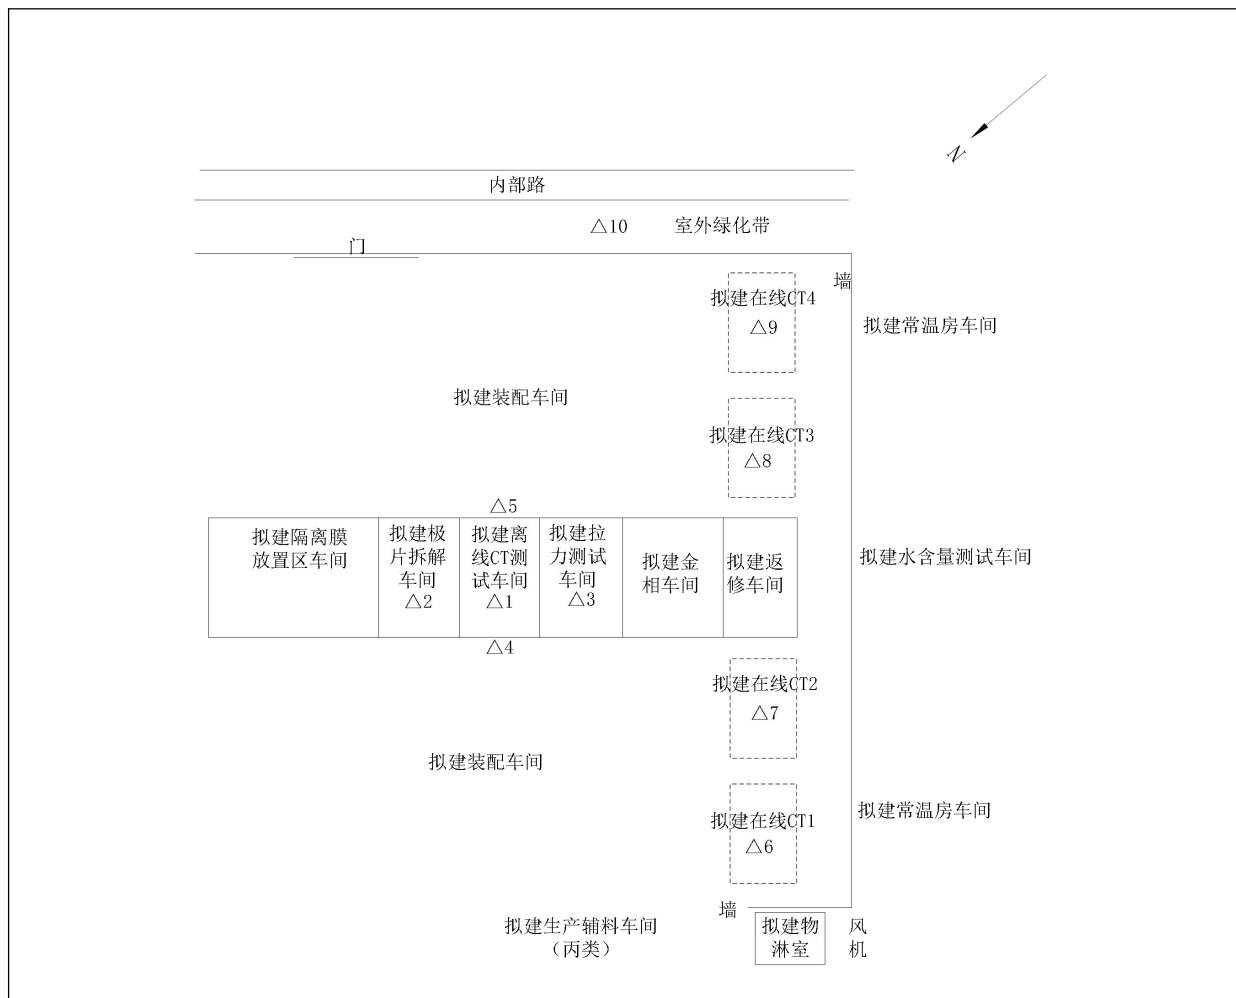 N
内部路
△10
室外绿化带
门
墙
拟建在线CT4
△9
拟建常温房车间
拟建装配车间
拟建在线CT3
△8
△5
拟建隔离膜
放置区车间
拟建极
片拆解
车间
△2
拟建离
线CT测
试车间
△1
拟建拉
力测试
车间
△3
拟建金
相车间
拟建返
修车间
拟建水含量测试车间
△4
拟建在线CT2
△7
拟建装配车间
拟建常温房车间
拟建在线CT1
△6
墙
拟建生产辅料车间
（丙类）
拟建物
淋室
风
机